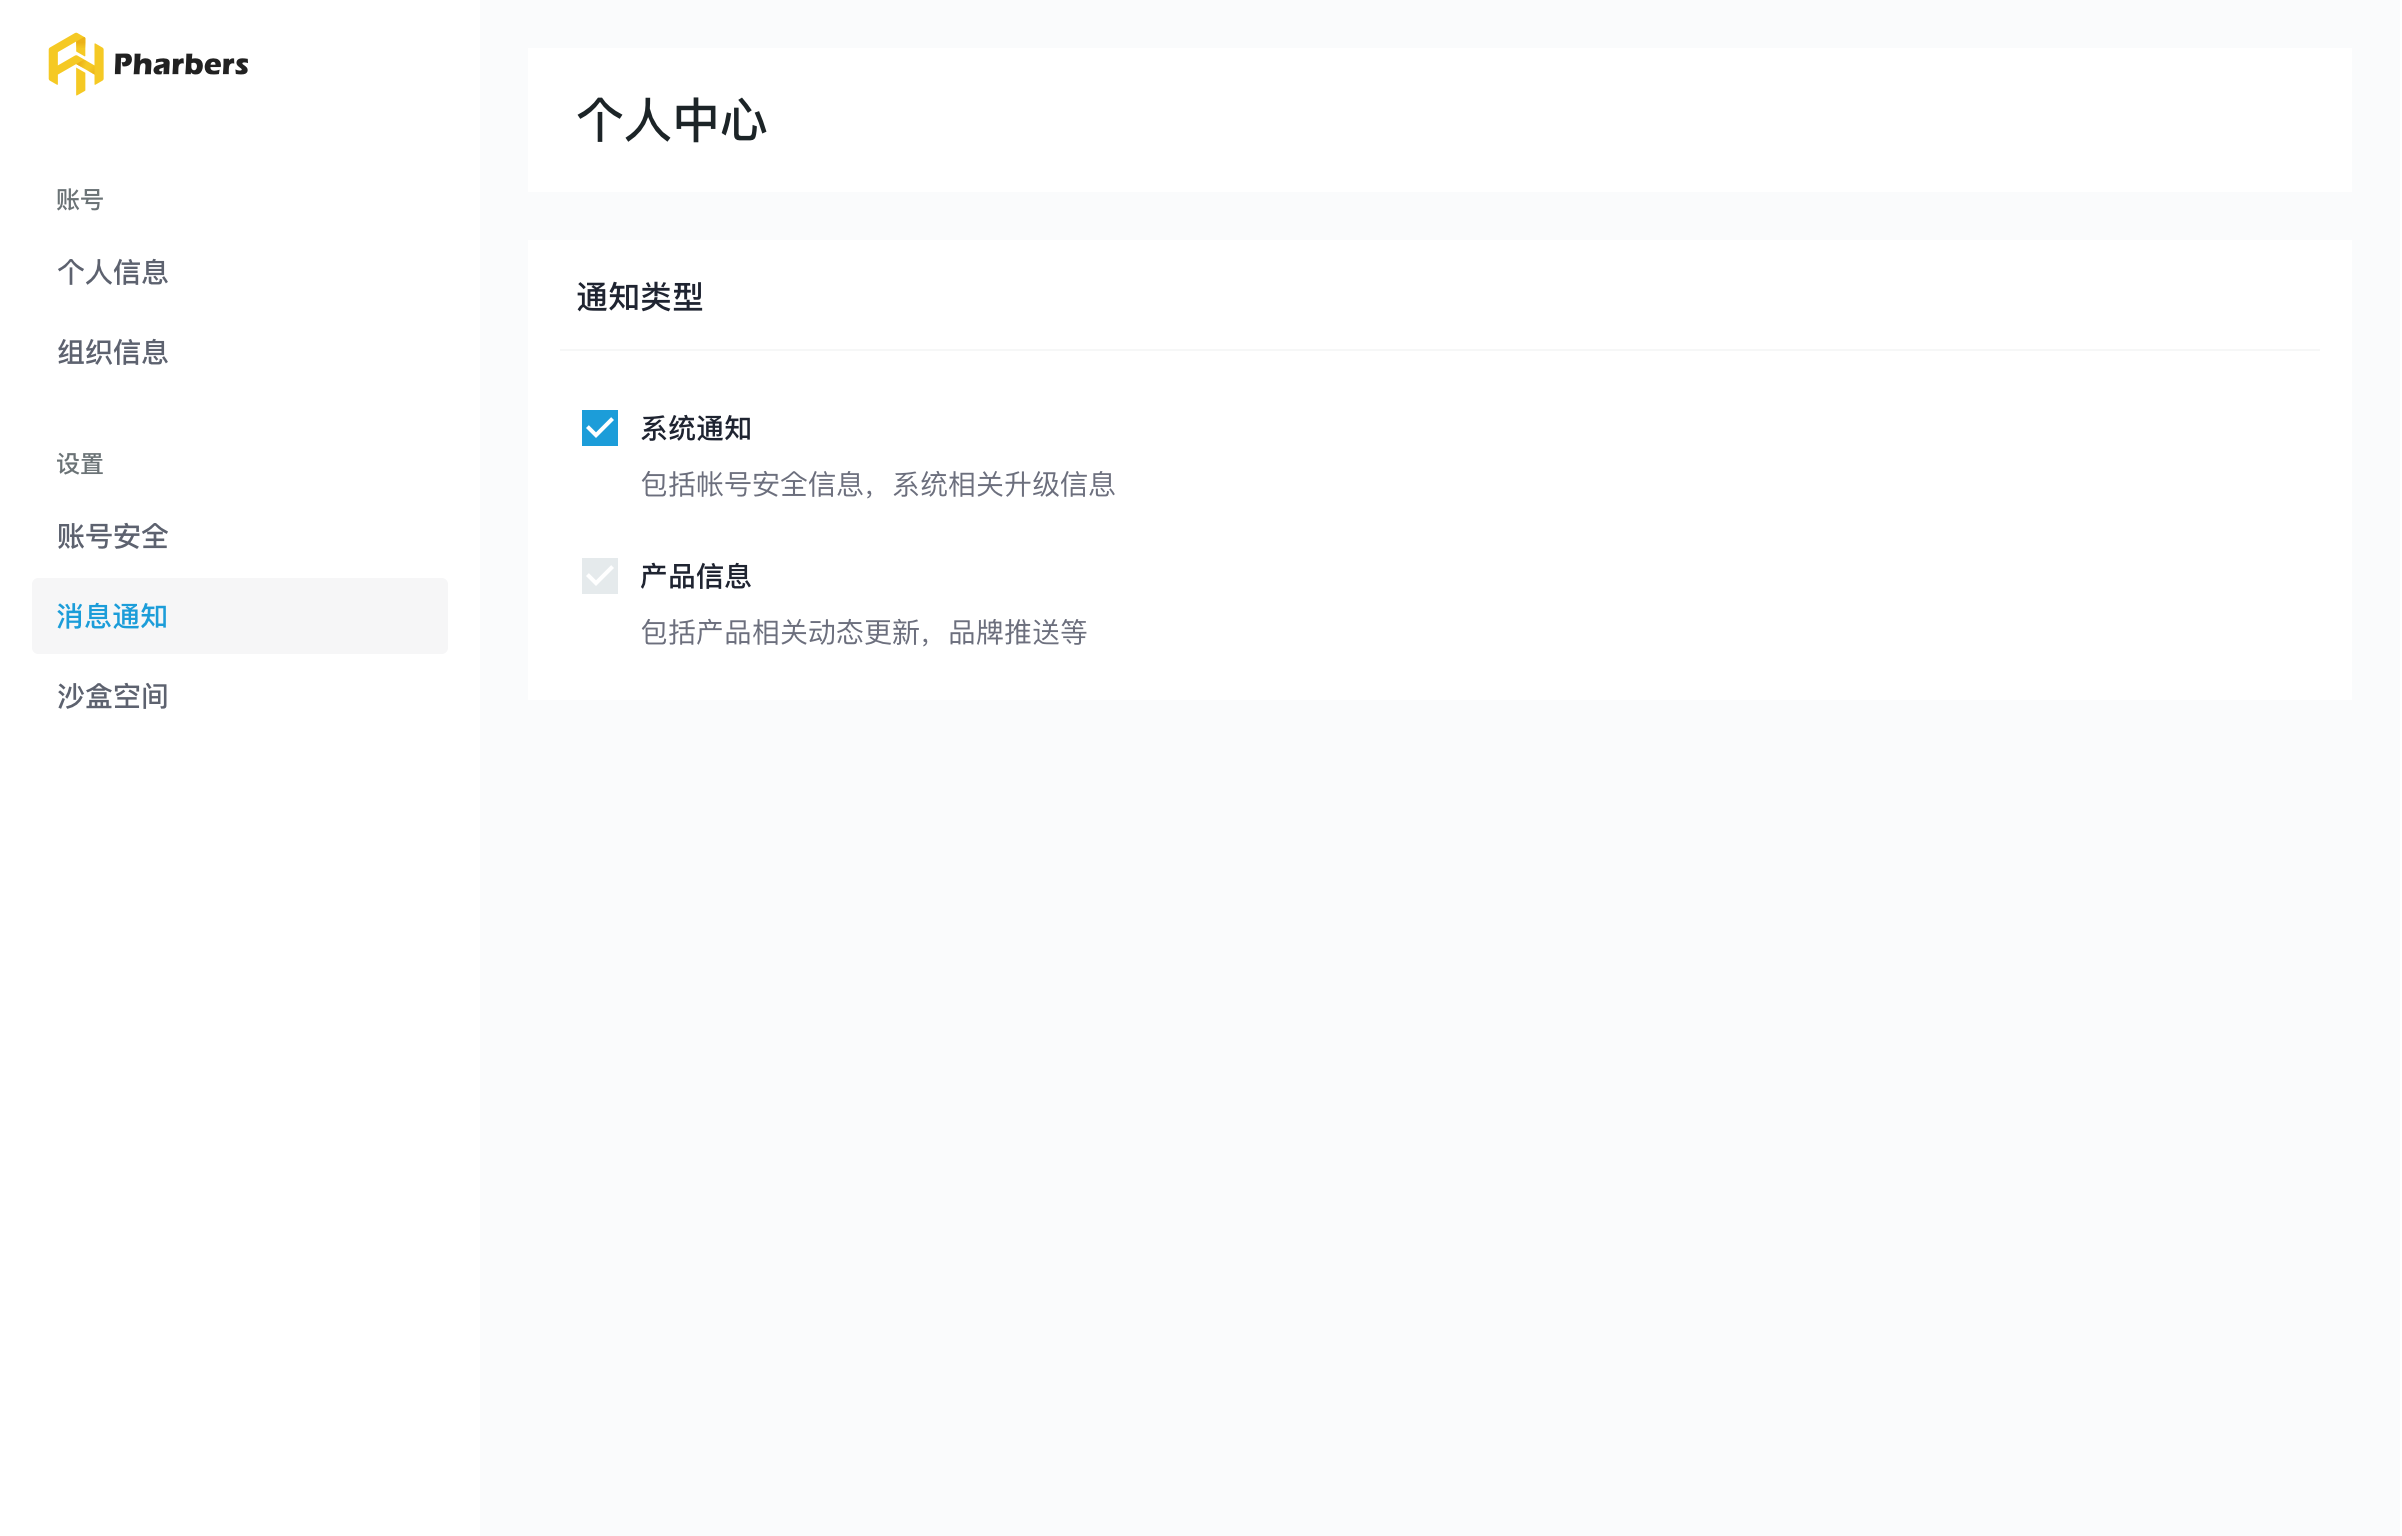 Pharbers
账号
个人信息
组织信息
设置
账号安全
消息通知
沙盒空间
个人中心
通知类型
系统通知
包括帐号安全信息，系统相关升级信息
产品信息
包括产品相关动态更新，品牌推送等